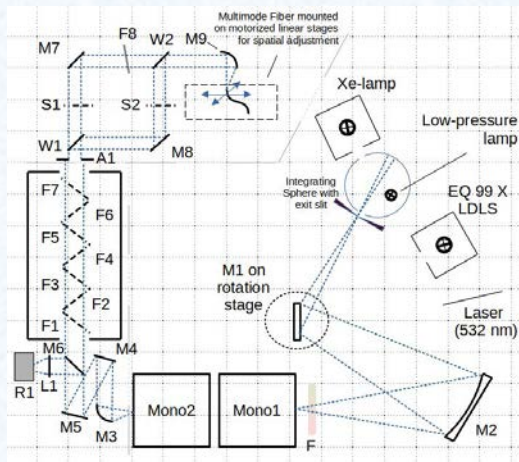 Multimode Fiber mounted
on motorized linear stages
for spatial adjustment
M7
F8
W2
M9
Xe-lamp
S1
S2
Low-pressure
lamp
W1
A1
M8
F7
F6
Integrating
Sphere with
exit slit
EQ 99 X
LDLS
F5
F4
M1 on
rotation
stage
F3
F2
Laser
(532 nm)
F1
M6
M4
R1
L1
M5
M3
Mono2
Mono1
F
M2